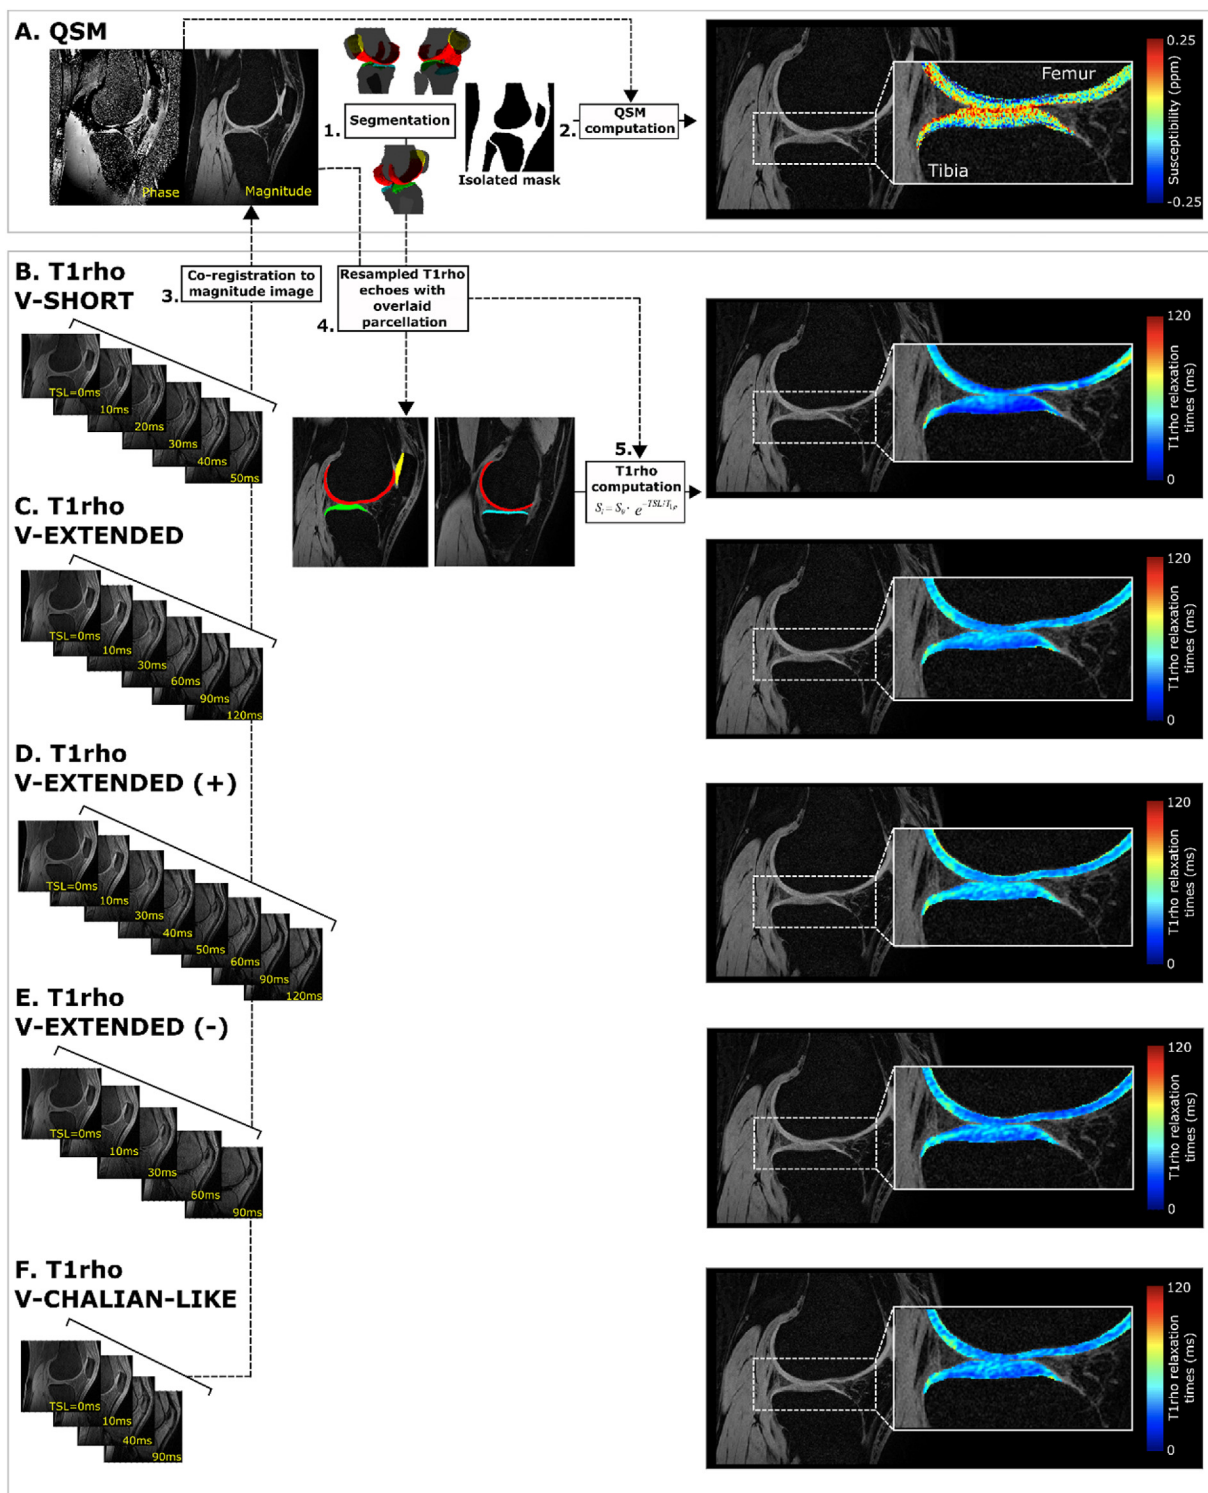 A. QSM
Phase
Magnitude
1.
Segmentation
Isolated mask
2.
QSM
computation
Femur
Tibia
0.25
Susceptibility (ppm)
-0.25
B. T1rho
V-SHORT
3.
Co-registration to
magnitude image
4.
Resampled T1rho
echoes with
overlaid
parcellation
TSL=0ms
10ms
20ms
30ms
40ms
50ms
5.
T1rho
computation
120
T1rho relaxation
times (ms)
0
C. T1rho
V-EXTENDED
TSL=0ms
10ms
30ms
60ms
90ms
120ms
120
T1rho relaxation
times (ms)
0
D. T1rho
V-EXTENDED (+)
TSL=0ms
10ms
30ms
40ms
50ms
60ms
90ms
120ms
120
T1rho relaxation
times (ms)
0
E. T1rho
V-EXTENDED (-)
TSL=0ms
10ms
30ms
60ms
90ms
120
T1rho relaxation
times (ms)
0
F. T1rho
V-CHALIAN-LIKE
TSL=0ms
10ms
40ms
90ms
120
T1rho relaxation
times (ms)
0